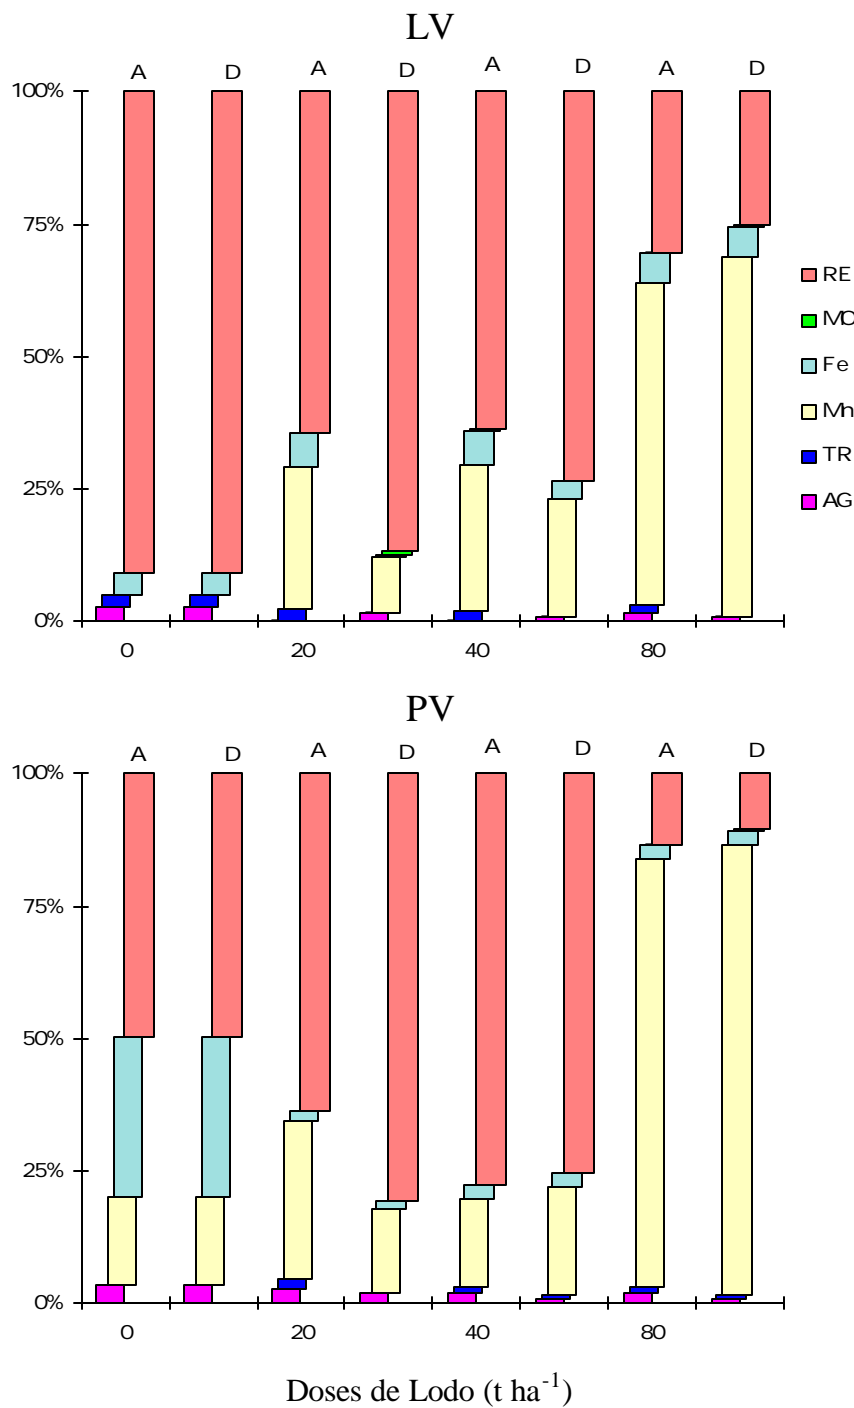 LV
A D A D A D A D
100%
75%
50%
25%
0%
0 20 40 80
RE
MO
Fe
Mn
TR
AG
PV
A D A D A D A D
100%
75%
50%
25%
0%
0 20 40 80
Doses de Lodo (t ha⁻¹)